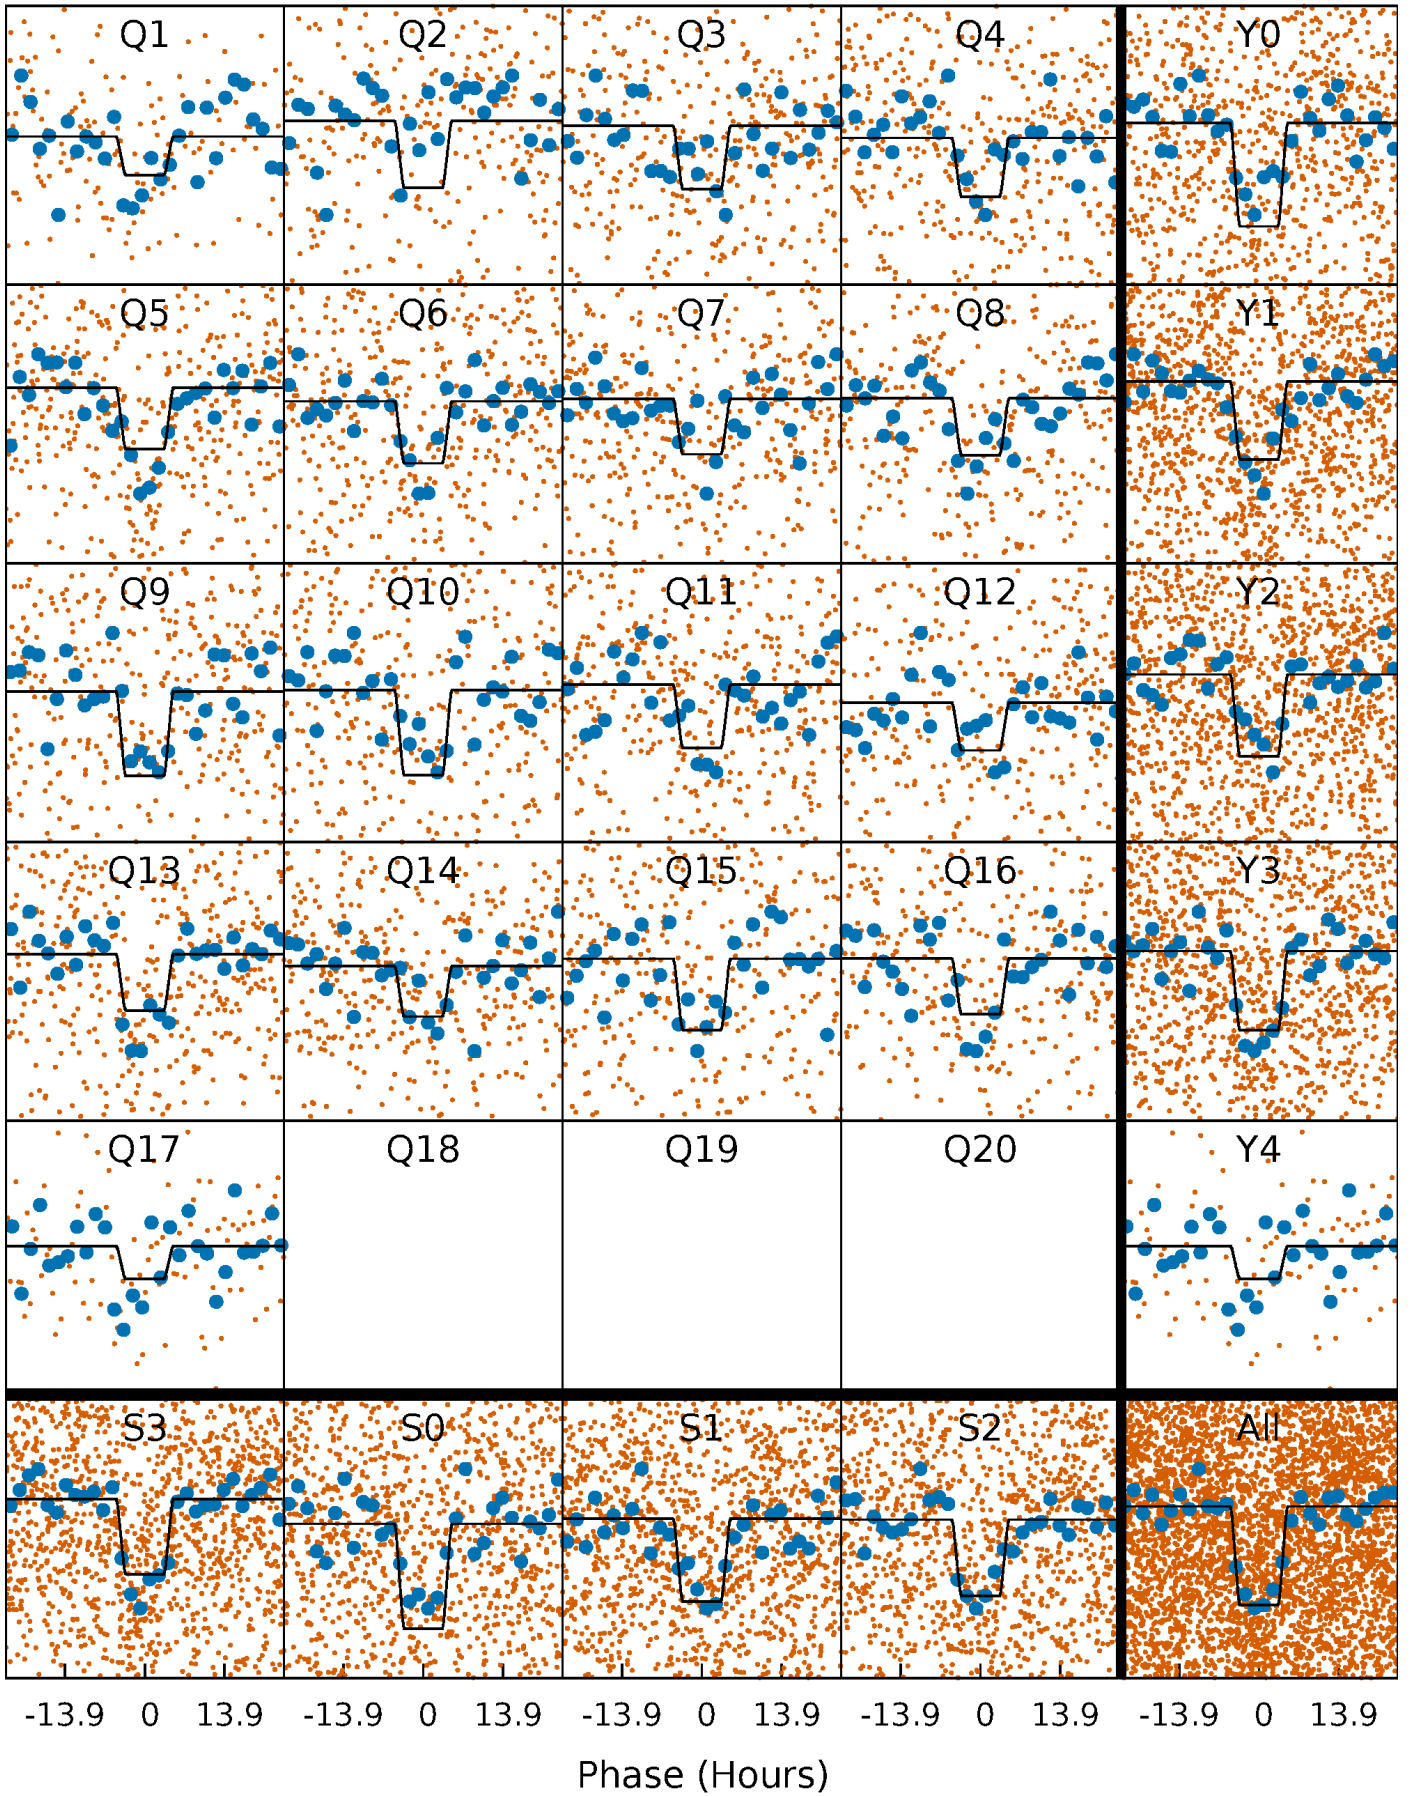 Q1 Q2 Q3 Q4 Y0
Q5 Q6 Q7 Q8 Y1
Q9 Q10 Q11 Q12 Y2
Q13 Q14 Q15 Q16 Y3
Q17 Q18 Q19 Q20 Y4
S3 S0 S1 S2 All
-13.9 0 13.9 -13.9 0 13.9 -13.9 0 13.9 -13.9 0 13.9 -13.9 0 13.9
Phase (Hours)